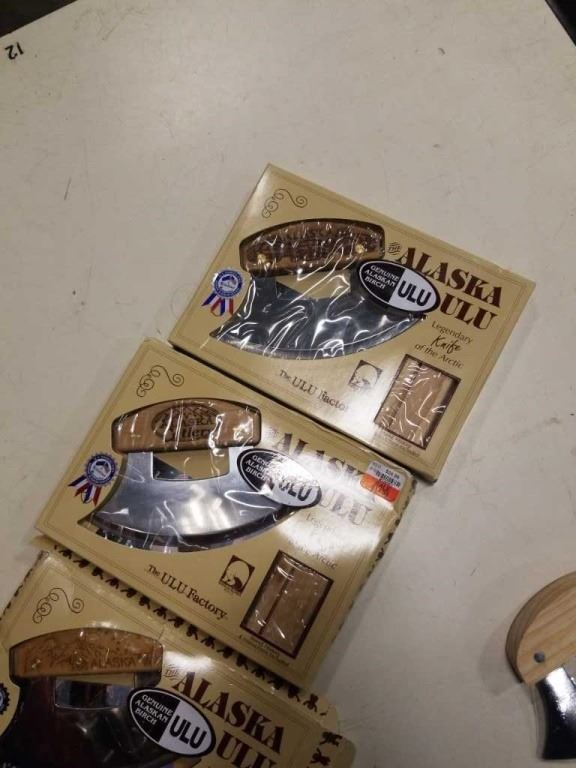 12
THE ALASKA
ULU
GENUINE
ALASKAN
BIRCH
ULU
Legendary
Knife
of the Arctic
The ULU Factory
ALASKA
ULU
GENUINE
ALASKAN
BIRCH
ULU
Arctic
The ULU Factory
ALASKA
THE ALASKA
ULU
GENUINE
ALASKAN
BIRCH
ULU